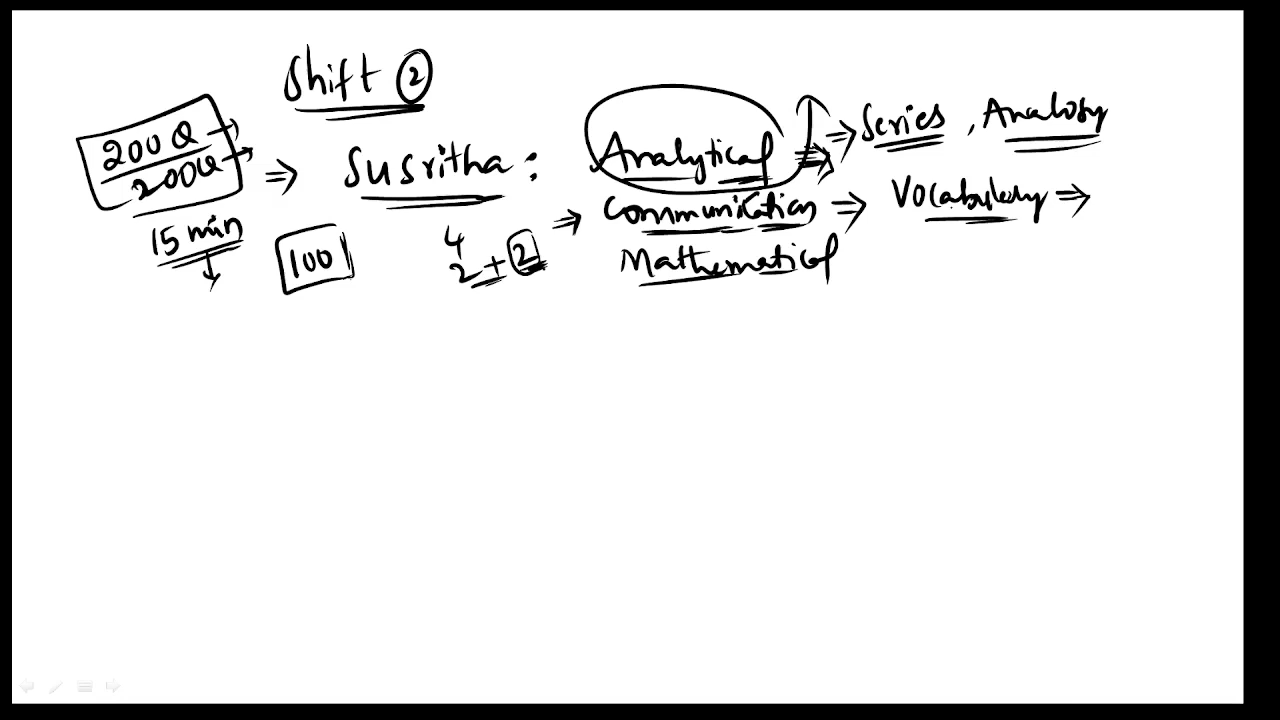 Shift 2
200Q
200Q
15 min
100
⇒ Susritha :
4
2 + 2
Analytical ⇒ Series , Analogy
⇒ Communication ⇒ Vocabulary ⇒
Mathematical